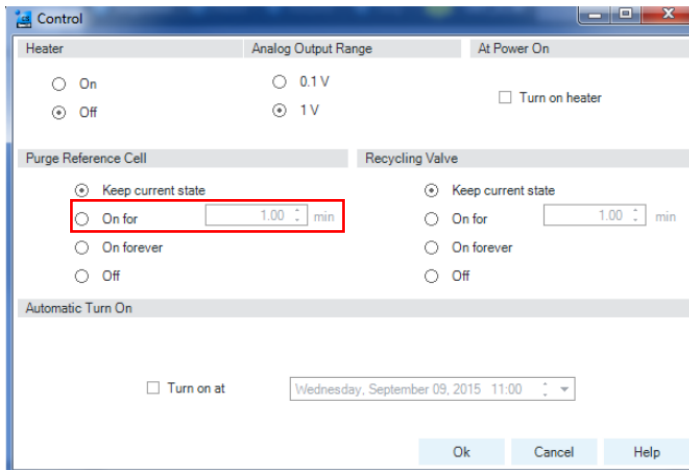 Control
Heater Analog Output Range At Power On
On 0.1 V
Turn on heater
Off 1 V
Purge Reference Cell Recycling Valve
Keep current state Keep current state
On for 1.00 min On for 1.00 min
On forever On forever
Off Off
Automatic Turn On
Turn on at Wednesday, September 09, 2015 11:00
Ok Cancel Help